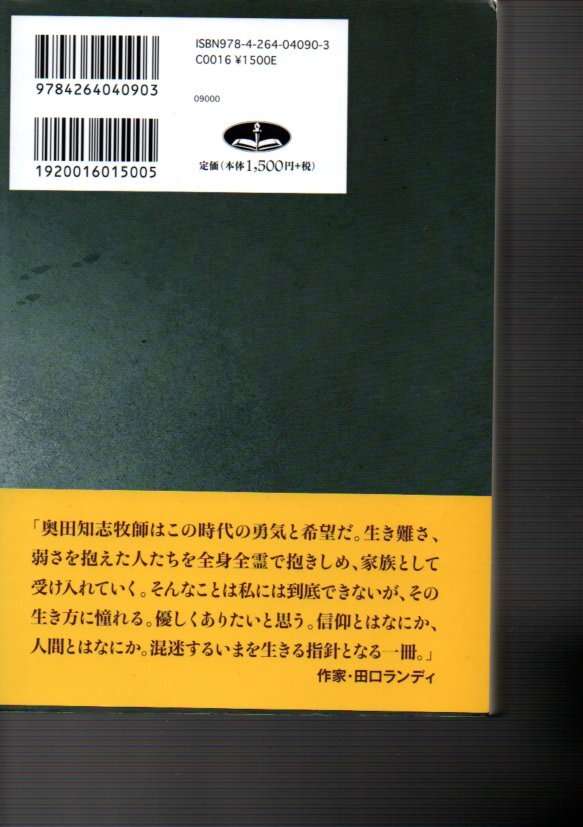 ISBN978-4-264-04090-3
C0016 ¥1500E
9784264040903
09000
1920016015005
定価(本体1,500円+税)
「奥田知志牧師はこの時代の勇気と希望だ。生き難さ、
弱さを抱えた人たちを全身全霊で抱きしめ、家族として
受け入れていく。そんなことは私には到底できないが、その
生き方に憧れる。優しくありたいと思う。信仰とはなにか、
人間とはなにか。混迷するいまを生きる指針となる一冊。」
作家・田口ランディ